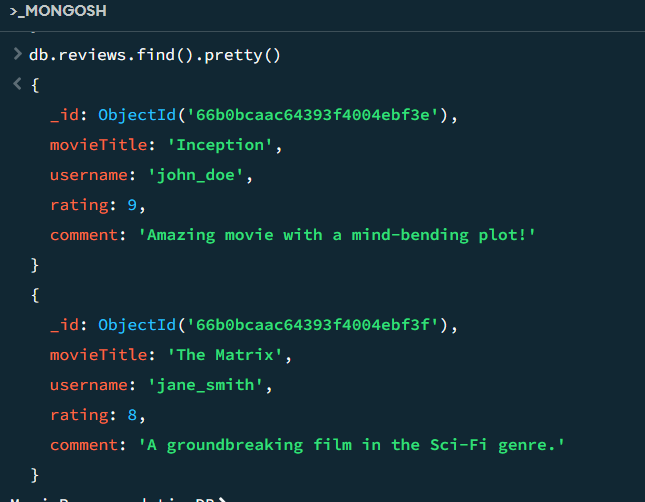 >_MONGOSH
> db.reviews.find().pretty()
< {
_id: ObjectId('66b0bcaac64393f4004ebf3e'),
movieTitle: 'Inception',
username: 'john_doe',
rating: 9,
comment: 'Amazing movie with a mind-bending plot!'
}
{
_id: ObjectId('66b0bcaac64393f4004ebf3f'),
movieTitle: 'The Matrix',
username: 'jane_smith',
rating: 8,
comment: 'A groundbreaking film in the Sci-Fi genre.'
}